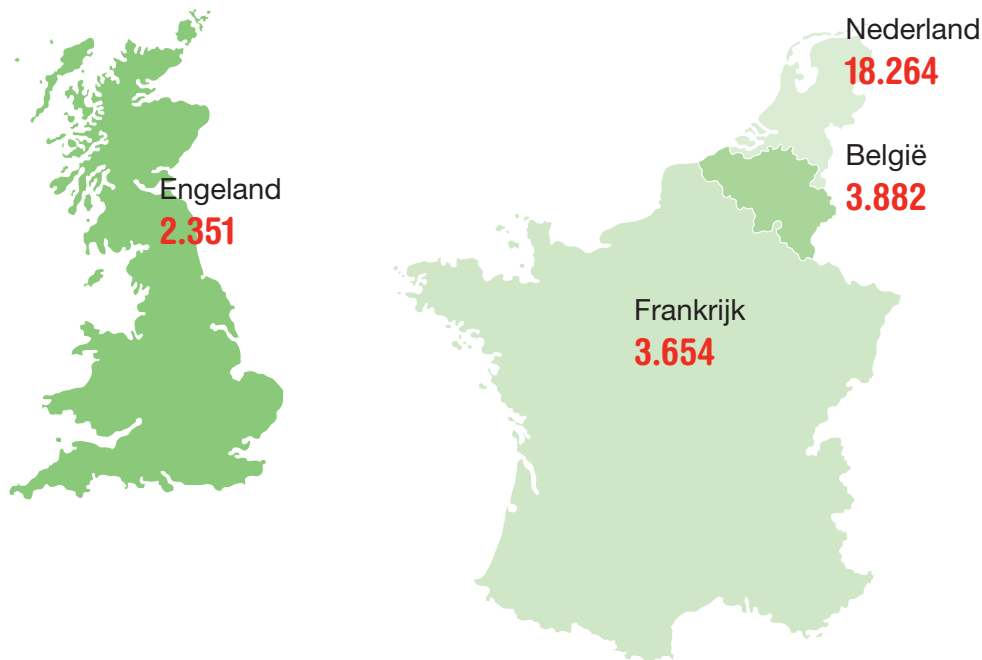 Nederland
18.264
België
3.882
Engeland
2.351
Frankrijk
3.654